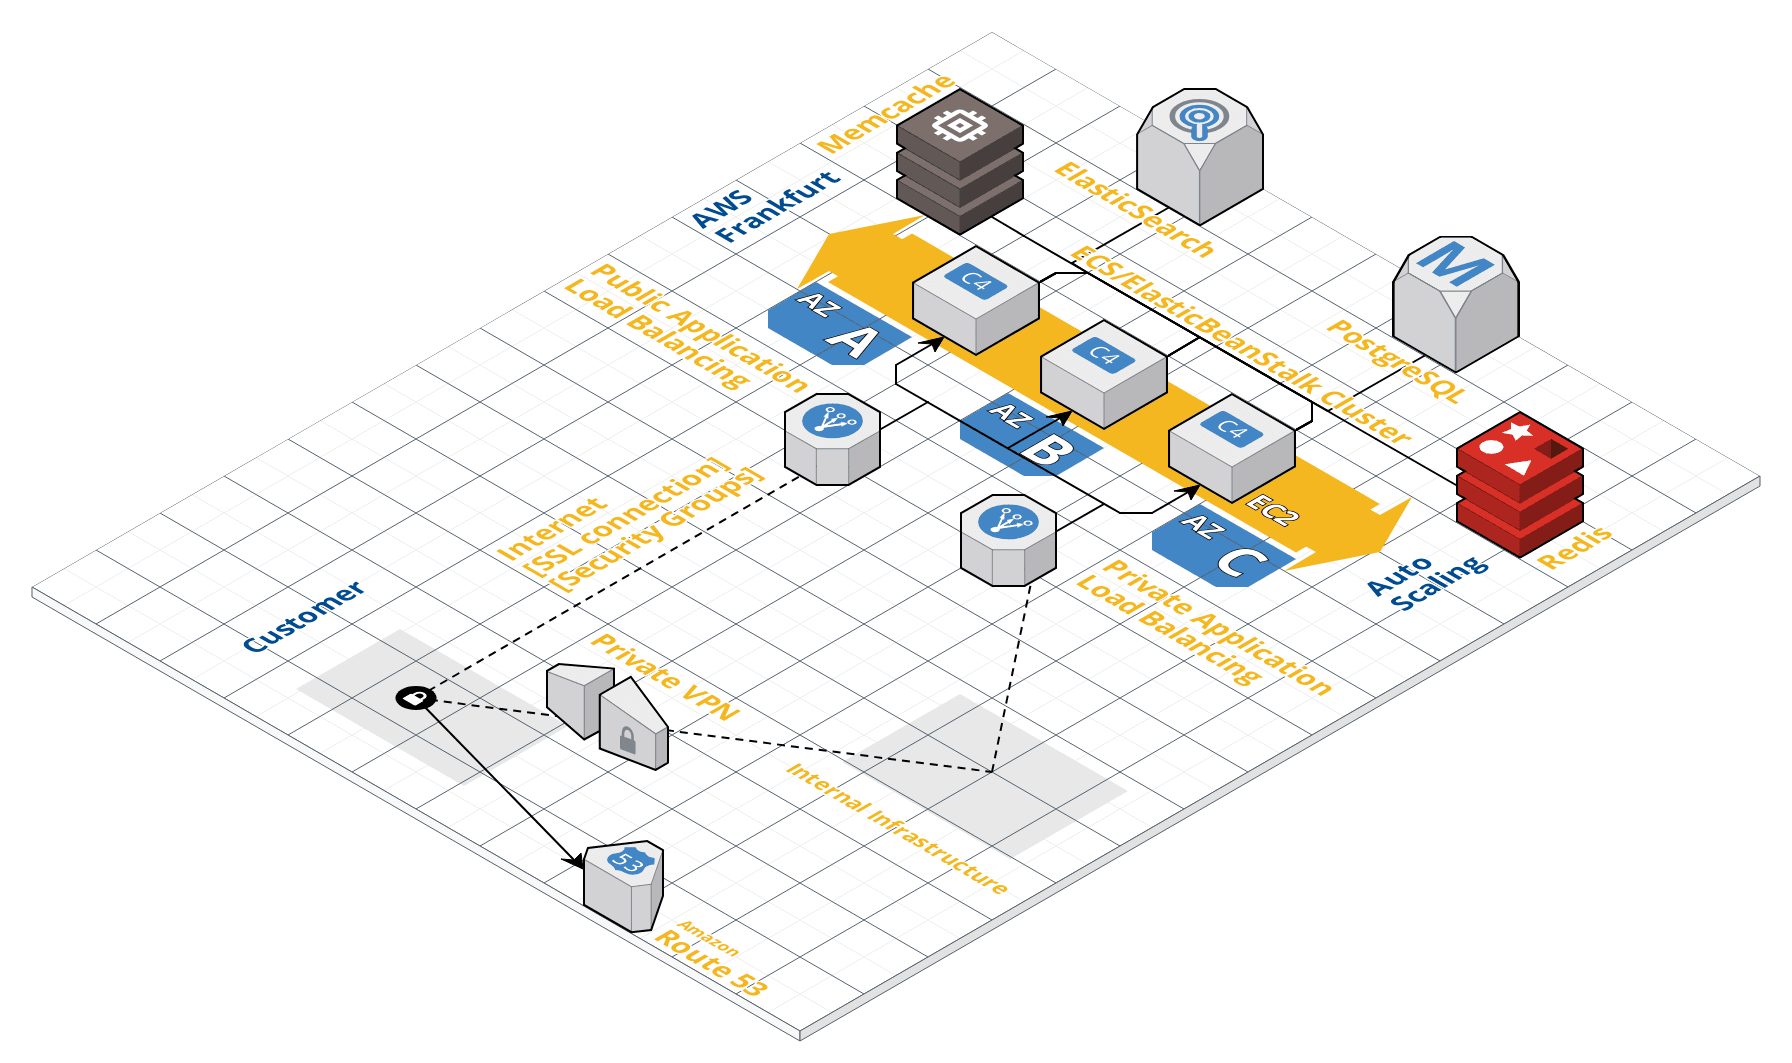 Memcache
AWS
Frankfurt
ElasticSearch
M
PostgreSQL
ECS/ElasticBeanStalk Cluster
Public Application
Load Balancing
C4
C4
C4
AZ A
AZ B
AZ C
EC2
Auto
Scaling
Redis
Internet
[SSL connection]
[Security Groups]
Customer
Private VPN
Private Application
Load Balancing
Internal Infrastructure
53
Amazon
Route 53